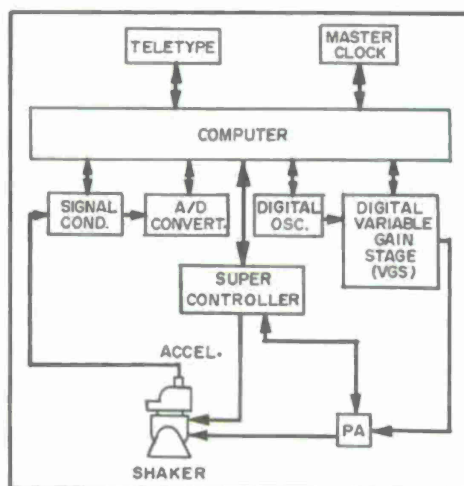 TELETYPE
MASTER
CLOCK
COMPUTER
SIGNAL
COND.
A/D
CONVERT.
DIGITAL
OSC.
DIGITAL
VARIABLE
GAIN
STAGE
(VGS)
SUPER
CONTROLLER
ACCEL.
PA
SHAKER